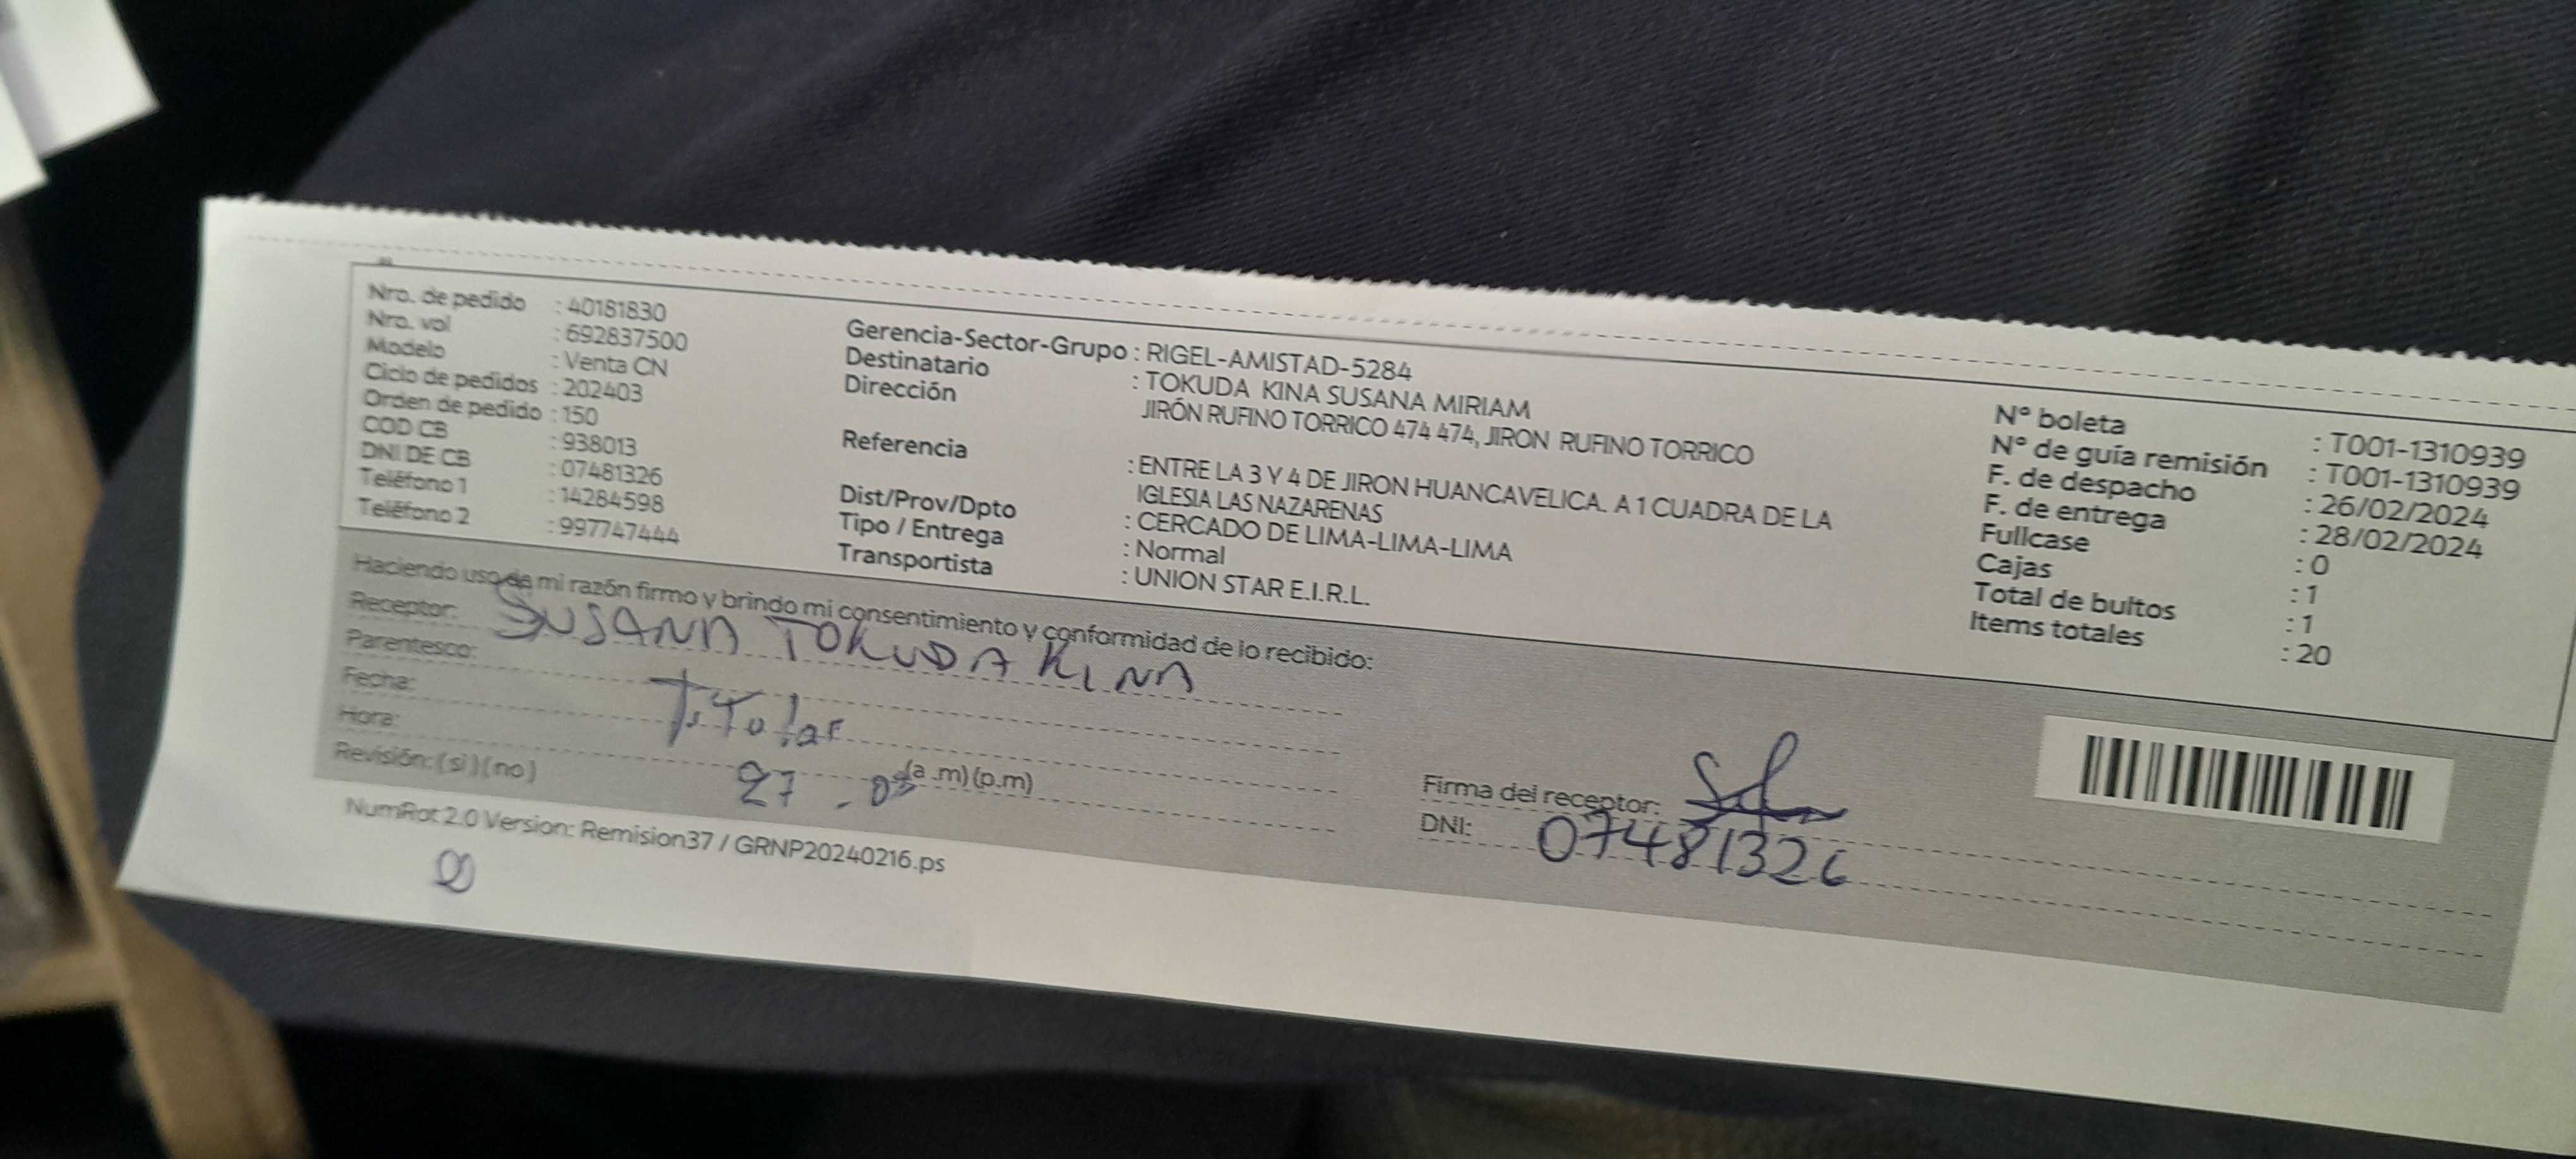 Nro. de pedido : 40181830
Nro. vol : 692837500
Modelo : Venta CN
Ciclo de pedidos : 202403
Orden de pedido : 150
COD CB : 938013
DNI DE CB : 07481326
Teléfono 1 : 14284598
Teléfono 2 : 997747444
Gerencia-Sector-Grupo : RIGEL-AMISTAD-5284
Destinatario : TOKUDA KINA SUSANA MIRIAM
Dirección JIRÓN RUFINO TORRICO 474 474, JIRON RUFINO TORRICO
Referencia : ENTRE LA 3 Y 4 DE JIRON HUANCAVELICA. A 1 CUADRA DE LA
IGLESIA LAS NAZARENAS
Dist/Prov/Dpto : CERCADO DE LIMA-LIMA-LIMA
Tipo / Entrega : Normal
Transportista : UNION STAR E.I.R.L.
N° boleta : T001-1310939
N° de guía remisión : T001-1310939
F. de despacho : 26/02/2024
F. de entrega : 28/02/2024
Fullcase : 0
Cajas : 1
Total de bultos : 1
Items totales : 20
Haciendo uso de mi razón firmo y brindo mi consentimiento y conformidad de lo recibido:
Receptor: SUSANA TOKUDA KINA
Parentesco: Titular
Fecha: 27
Hora: (a .m) (p.m)
Revisión: ( si ) ( no )
Firma del receptor:
DNI: 07481326
NumRot 2.0 Version: Remision37 / GRNP20240216.ps